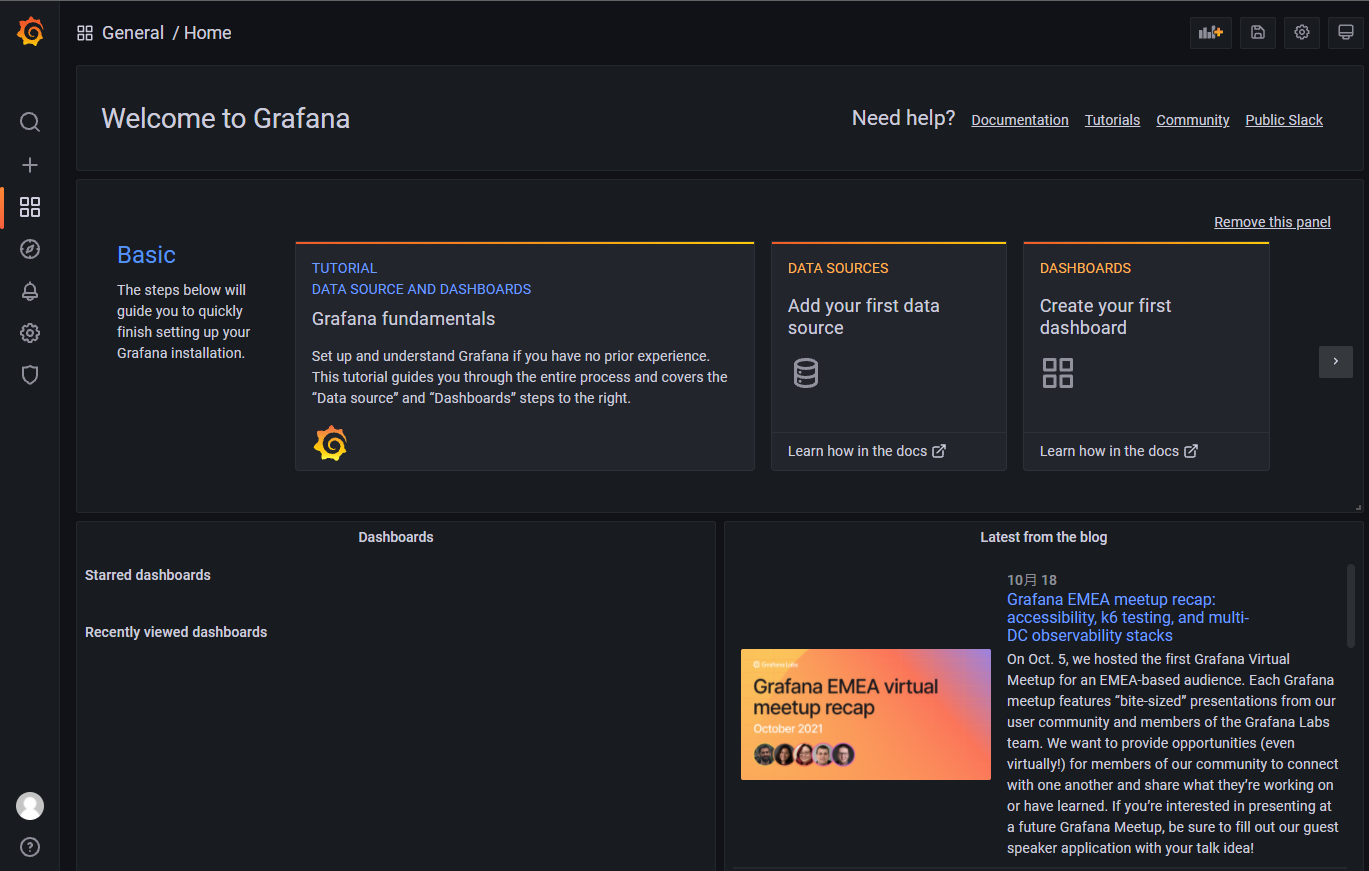 General / Home
Welcome to Grafana
Need help?
Documentation
Tutorials
Community
Public Slack
Remove this panel
Basic
The steps below will
guide you to quickly
finish setting up your
Grafana installation.
TUTORIAL
DATA SOURCE AND DASHBOARDS
Grafana fundamentals
Set up and understand Grafana if you have no prior experience.
This tutorial guides you through the entire process and covers the
“Data source” and “Dashboards” steps to the right.
DATA SOURCES
Add your first data
source
Learn how in the docs
DASHBOARDS
Create your first
dashboard
Learn how in the docs
Dashboards
Starred dashboards
Recently viewed dashboards
Latest from the blog
Grafana Labs
Grafana EMEA virtual
meetup recap
October 2021
10月 18
Grafana EMEA meetup recap:
accessibility, k6 testing, and multi-
DC observability stacks
On Oct. 5, we hosted the first Grafana Virtual
Meetup for an EMEA-based audience. Each Grafana
meetup features “bite-sized” presentations from our
user community and members of the Grafana Labs
team. We want to provide opportunities (even
virtually!) for members of our community to connect
with one another and share what they’re working on
or have learned. If you’re interested in presenting at
a future Grafana Meetup, be sure to fill out our guest
speaker application with your talk idea!